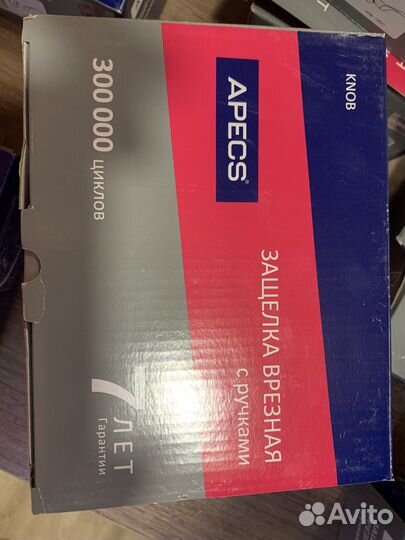 KNOB
APECS®
ЗАЩЕЛКА ВРЕЗНАЯ
с ручками
300 000 циклов
7 ЛЕТ
Гарантии
Avito